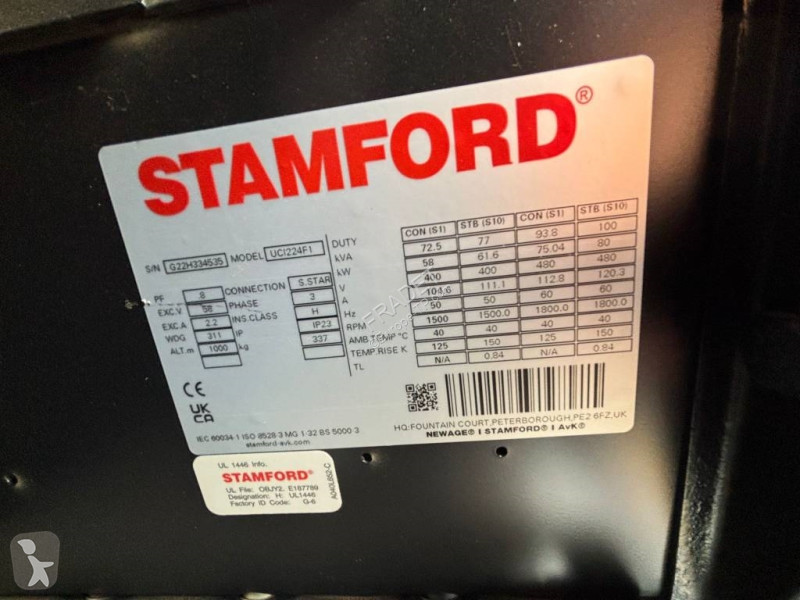 STAMFORD®
S/N G22H334535 MODEL UCI224F1
PF .8 CONNECTION S.STAR
EXC.V 58 PHASE 3
EXC.A 2.2 INS.CLASS H
WDG 311 IP IP23
ALT.m 1000 kg 337
DUTY CON (S1) STB (S10) CON (S1) STB (S10)
kVA 72.5 77 93.8 100
kW 58 61.6 75.04 80
V 400 400 480 480
A 104.6 111.1 112.8 120.3
Hz 50 50 60 60
RPM 1500 1500.0 1800.0 1800.0
AMB.TEMP °C 40 40 40 40
TEMP.RISE K 125 150 125 150
TL N/A 0.84 N/A 0.84
CE
UK
CA
IEC 60034-1 ISO 8528-3 MG 1-32 BS 5000-3
stamford-avk.com
HQ:FOUNTAIN COURT,PETERBOROUGH,PE2 6FZ,UK
NEWAGE® I STAMFORD® I AvK®
UL 1446 Info.
STAMFORD®
UL File: OBJY2, E167789
Designation: H: UL1446
Factory ID Code: G-6
A040L852-C